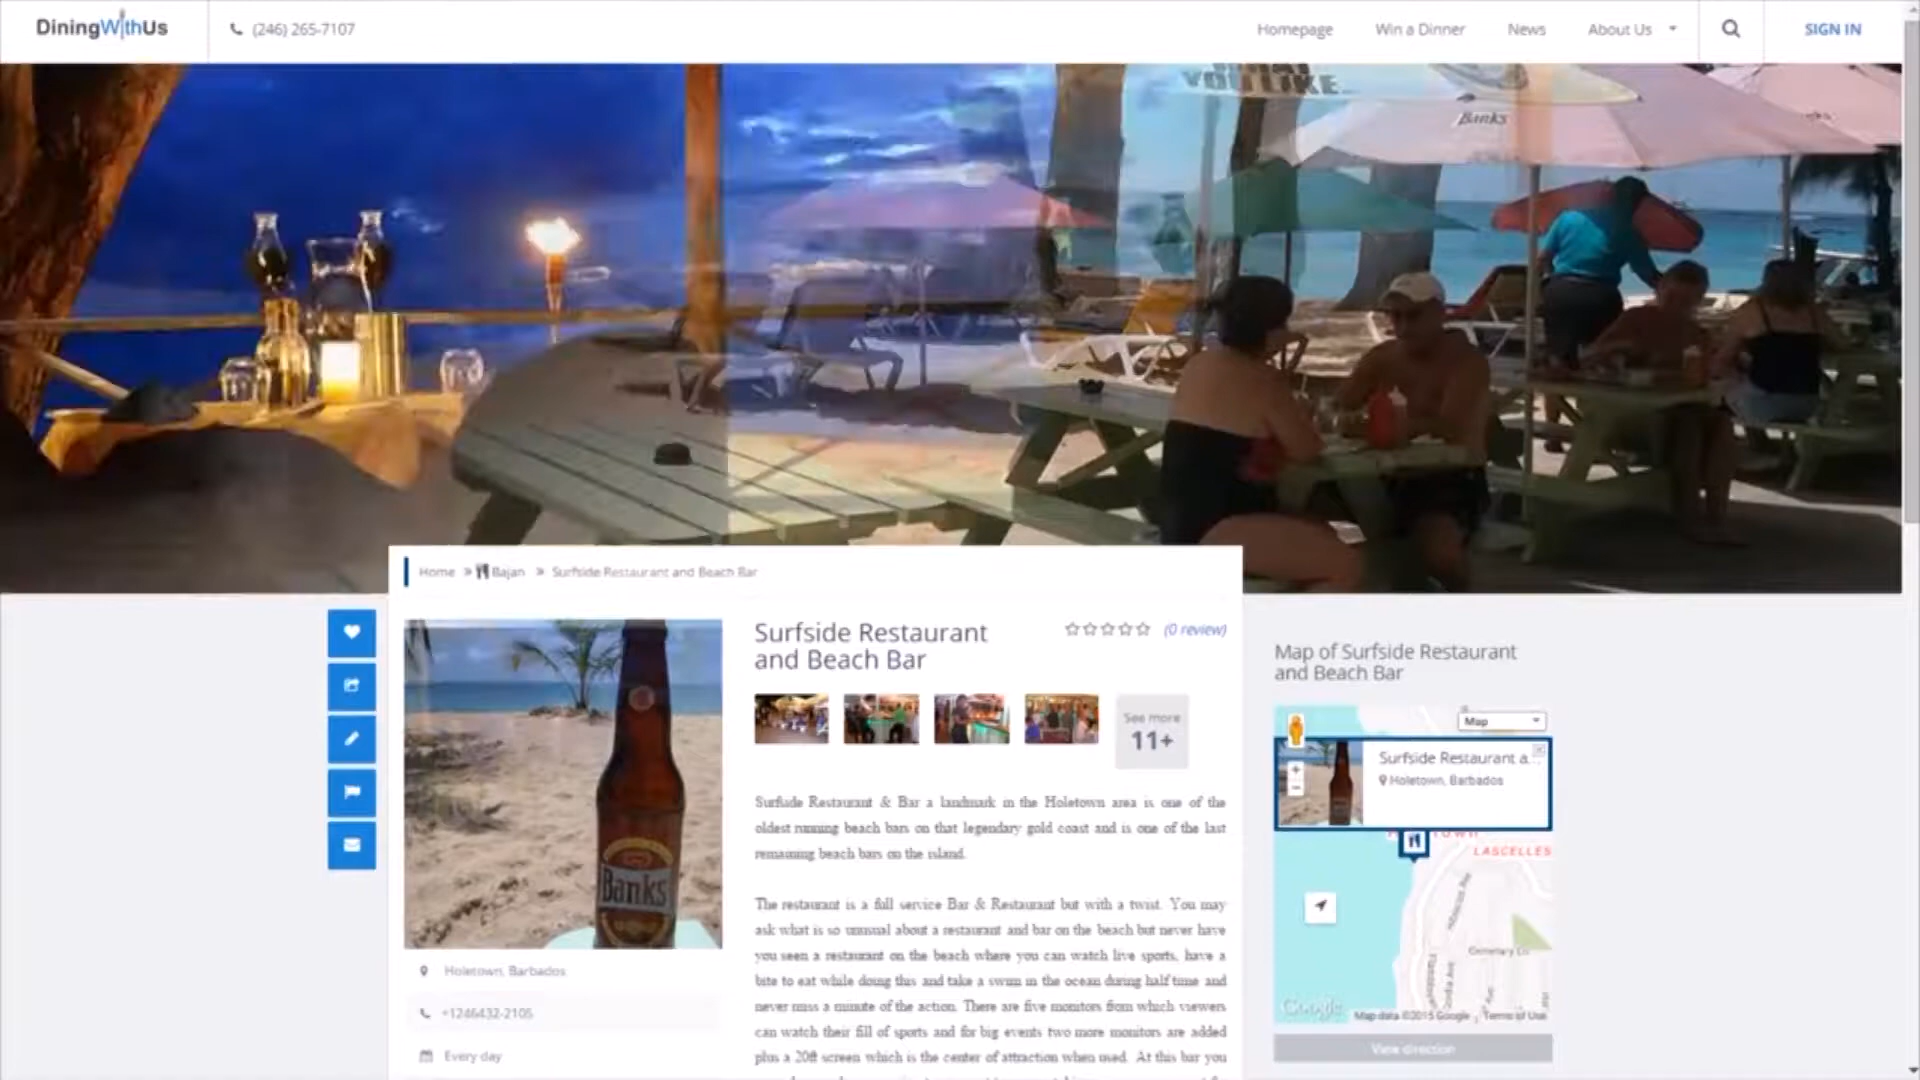 DiningWithUs
(246) 265-7107
Homepage
Win a Dinner
News
About Us
SIGN IN
YOU LIKE
Banks
Home » Bajan » Surfside Restaurant and Beach Bar
Surfside Restaurant
and Beach Bar
(0 review)
See more
11+
Banks
Surfside Restaurant & Bar a landmark in the Holetown area is one of the
oldest running beach bars on that legendary gold coast and is one of the last
remaining beach bars on the island.
The restaurant is a full service Bar & Restaurant but with a twist. You may
ask what is so unusual about a restaurant and bar on the beach but never have
you seen a restaurant on the beach where you can watch live sports, have a
bite to eat while doing this and take a swim in the ocean during half time and
never miss a minute of the action. There are five monitors from which viewers
can watch their fill of sports and for big events two more monitors are added
plus a 20ft screen which is the center of attraction when used. At this bar you
Holetown, Barbados
+1246432-2105
Every day
Map of Surfside Restaurant
and Beach Bar
Map
Surfside Restaurant a...
Holetown, Barbados
LASCELLES
Cemetery Ln
Google
Map data ©2015 Google
Terms of Use
View direction